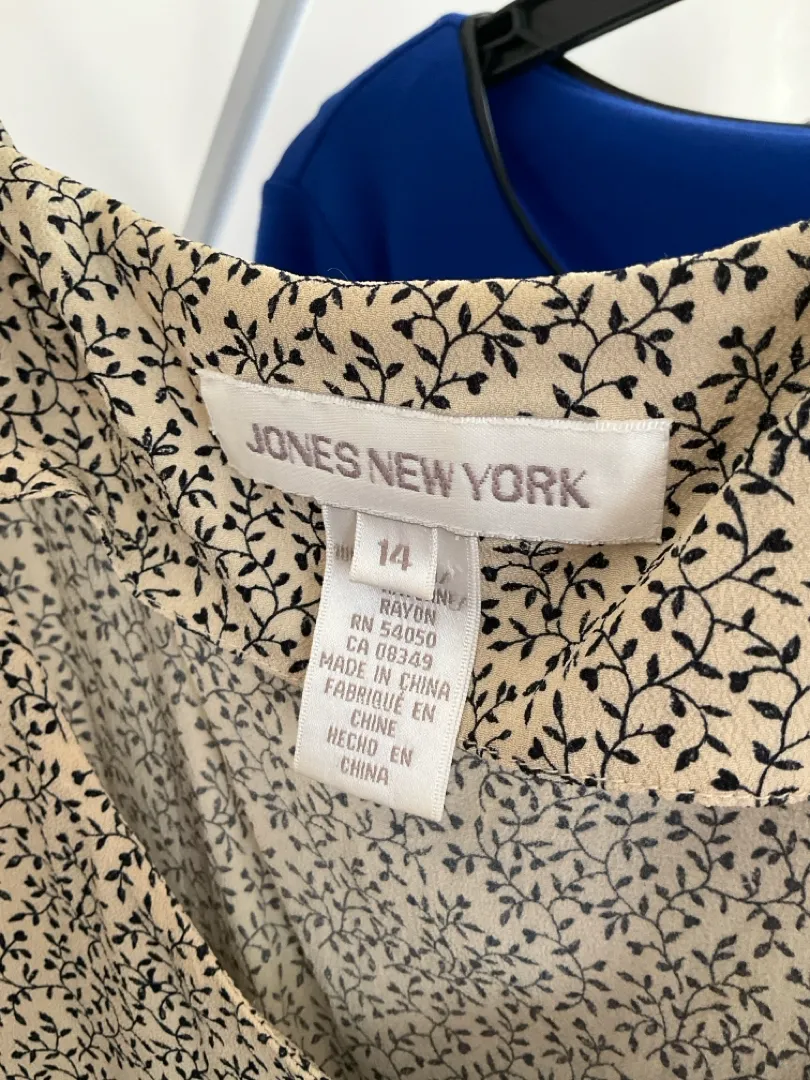 JONES NEW YORK
14
RAYON
RN 54050
CA 08349
MADE IN CHINA
FABRIQUÉ EN
CHINE
HECHO EN
CHINA